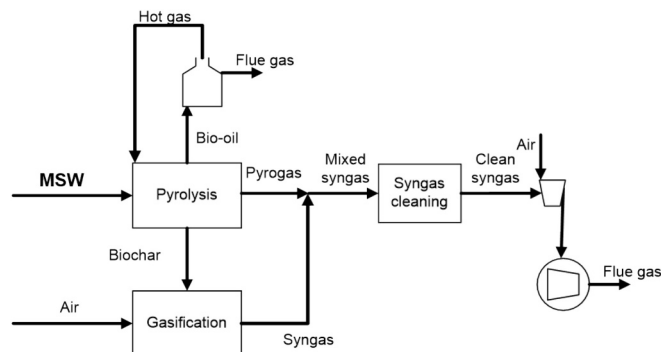 Hot gas
Flue gas
Bio-oil
MSW
Pyrolysis
Pyrogas
Mixed
syngas
Syngas
cleaning
Clean
syngas
Air
Biochar
Air
Gasification
Syngas
Flue gas